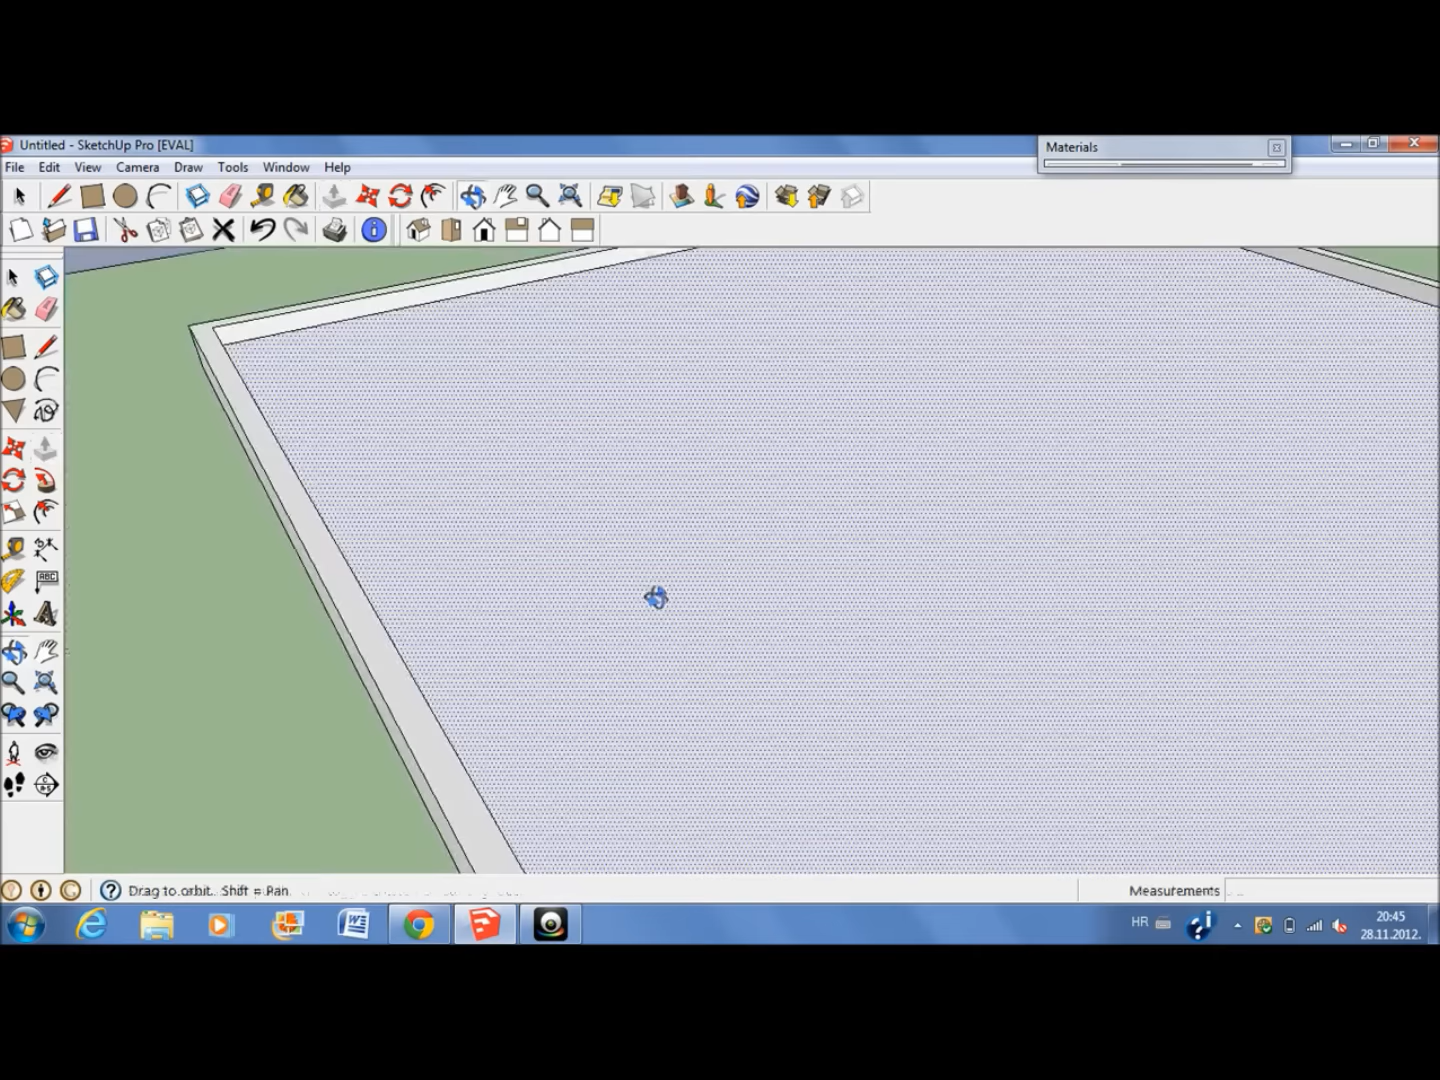 Untitled - SketchUp Pro [EVAL]
Materials
File Edit View Camera Draw Tools Window Help
ABC
Drag to orbit. Shift = Pan.
Measurements
HR
20:45
28.11.2012.